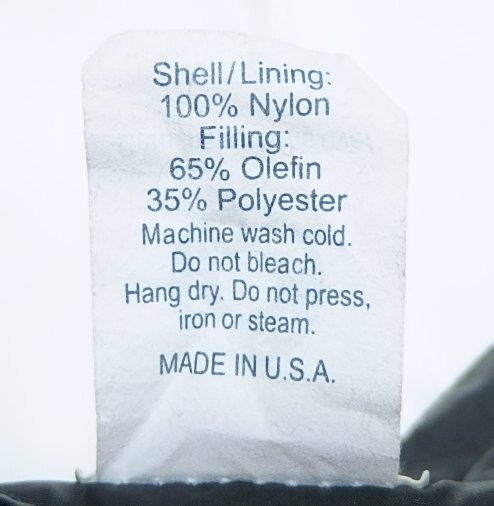 Shell/Lining:
100% Nylon
Filling:
65% Olefin
35% Polyester
Machine wash cold.
Do not bleach.
Hang dry. Do not press,
iron or steam.
MADE IN U.S.A.